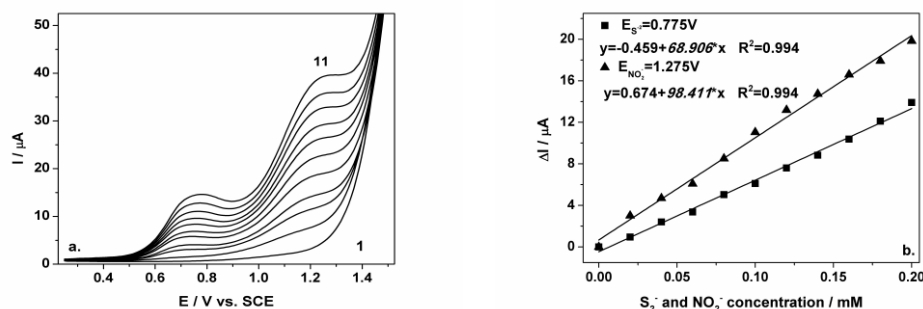 50
40
30
20
10
0
I / µA
11
1
a.
0.4 0.6 0.8 1.0 1.2 1.4
E / V vs. SCE
20
16
12
8
4
0
ΔI / µA
■ E_S²⁻=0.775V
y=-0.459+68.906*x R²=0.994
▲ E_NO₂⁻=1.275V
y=0.674+98.411*x R²=0.994
b.
0.00 0.05 0.10 0.15 0.20
S₂⁻ and NO₂⁻ concentration / mM